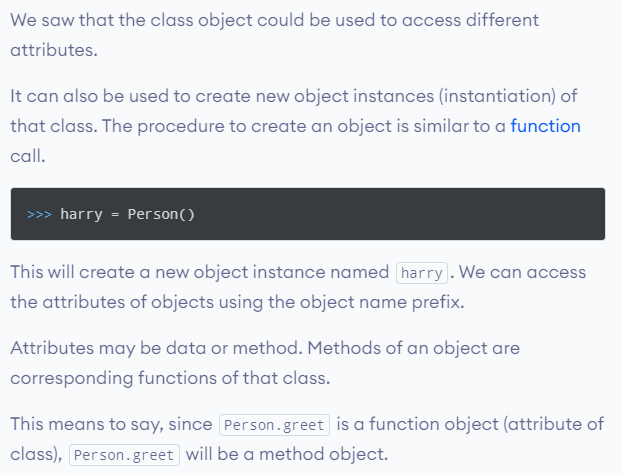 We saw that the class object could be used to access different
attributes.
It can also be used to create new object instances (instantiation) of
that class. The procedure to create an object is similar to a function
call.
>>> harry = Person()
This will create a new object instance named harry. We can access
the attributes of objects using the object name prefix.
Attributes may be data or method. Methods of an object are
corresponding functions of that class.
This means to say, since Person.greet is a function object (attribute of
class), Person.greet will be a method object.